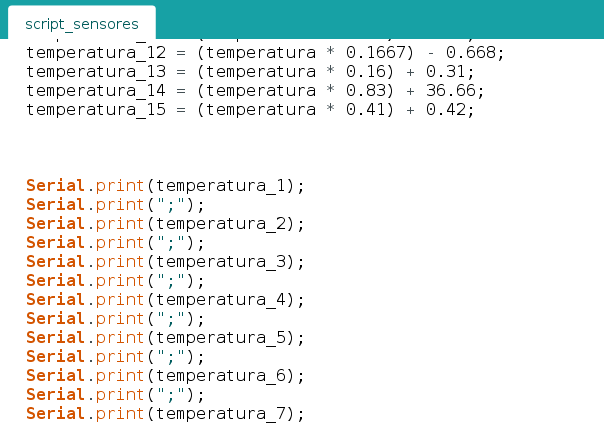 script_sensores
temperatura_12 = (temperatura * 0.1667) - 0.668;
temperatura_13 = (temperatura * 0.16) + 0.31;
temperatura_14 = (temperatura * 0.83) + 36.66;
temperatura_15 = (temperatura * 0.41) + 0.42;
Serial.print(temperatura_1);
Serial.print(";");
Serial.print(temperatura_2);
Serial.print(";");
Serial.print(temperatura_3);
Serial.print(";");
Serial.print(temperatura_4);
Serial.print(";");
Serial.print(temperatura_5);
Serial.print(";");
Serial.print(temperatura_6);
Serial.print(";");
Serial.print(temperatura_7);